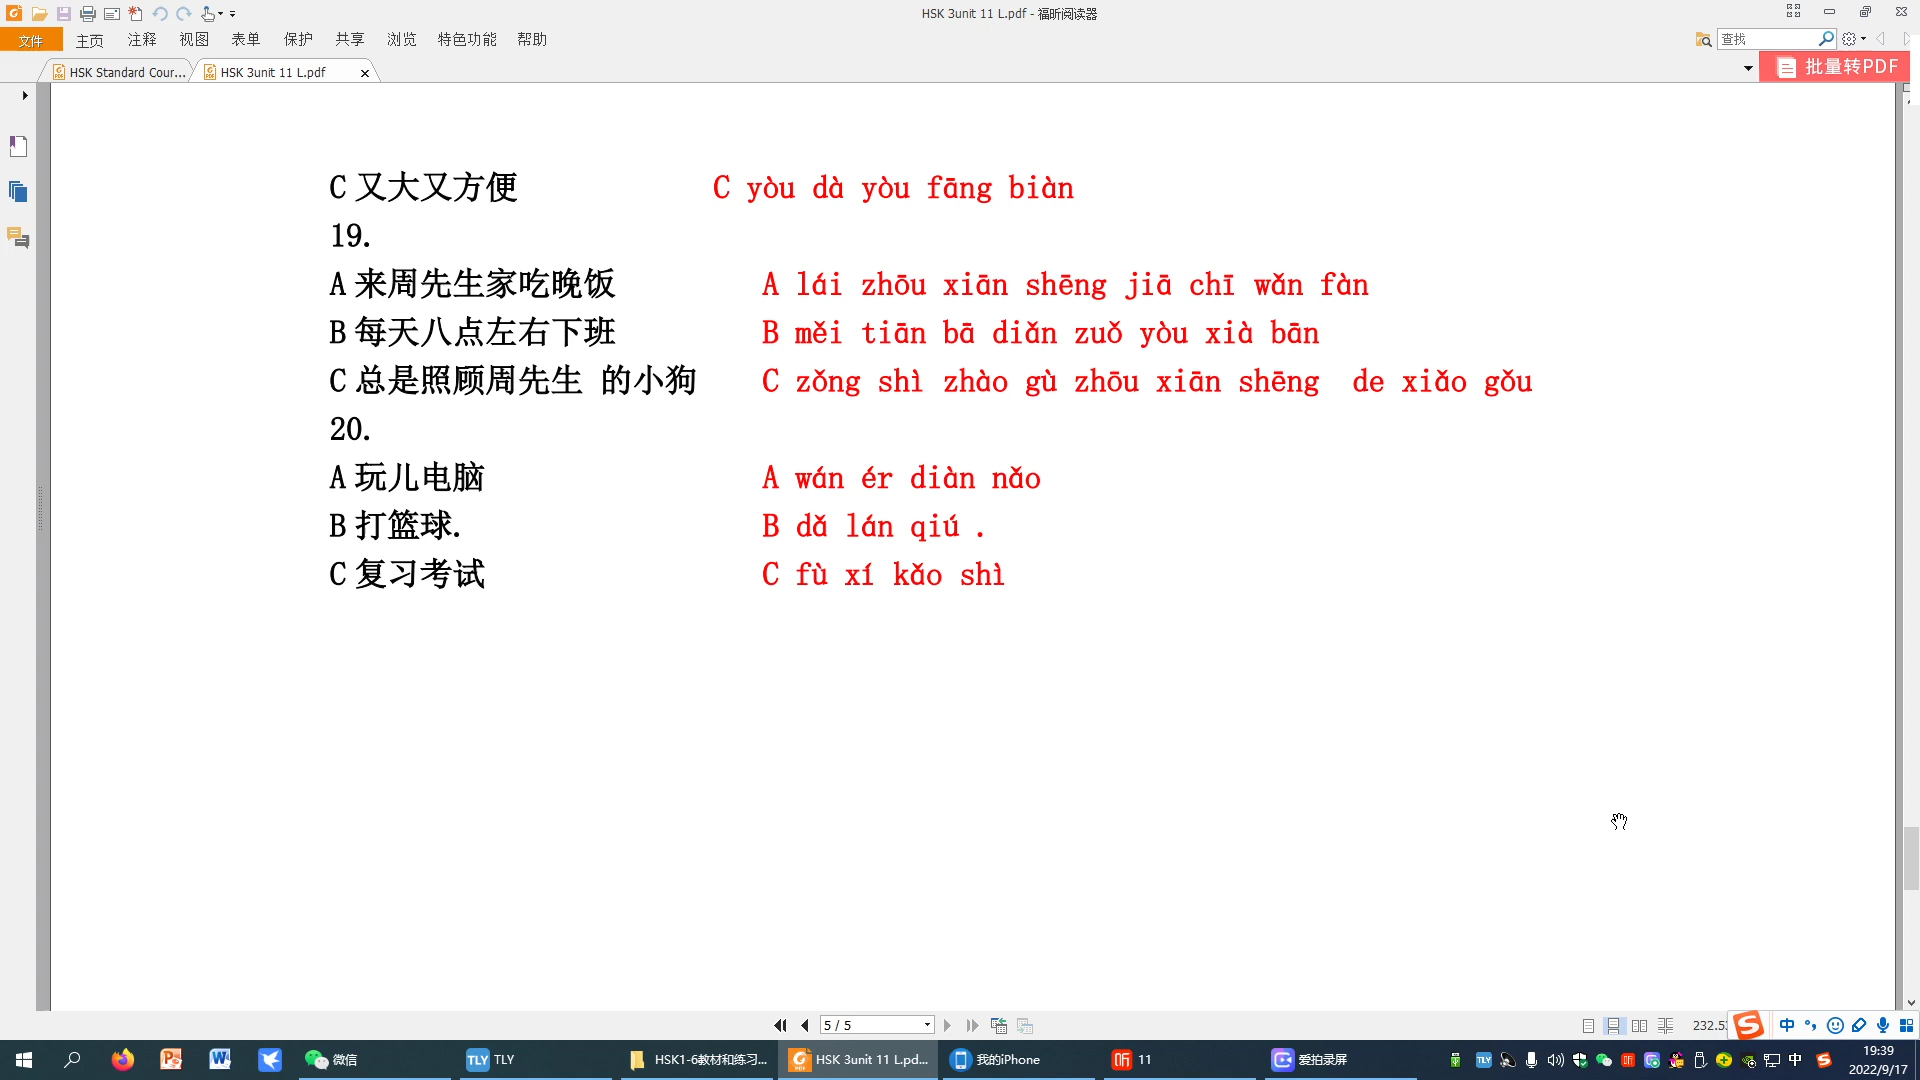 HSK 3unit 11 L.pdf - 福昕阅读器
文件 主页 注释 视图 表单 保护 共享 浏览 特色功能 帮助 查找
HSK Standard Cour... HSK 3unit 11 L.pdf 批量转PDF
C 又大又方便 C yòu dà yòu fāng biàn
19.
A 来周先生家吃晚饭 A lái zhōu xiān shēng jiā chī wǎn fàn
B 每天八点左右下班 B měi tiān bā diǎn zuǒ yòu xià bān
C 总是照顾周先生 的小狗 C zǒng shì zhào gù zhōu xiān shēng de xiǎo gǒu
20.
A 玩儿电脑 A wán ér diàn nǎo
B 打篮球. B dǎ lán qiú .
C 复习考试 C fù xí kǎo shì
5 / 5 232.5 中
微信 TLY TLY HSK1-6教材和练习... HSK 3unit 11 L.pd... 我的iPhone 听 11 爱拍录屏 TLY 听 中 19:39
2022/9/17